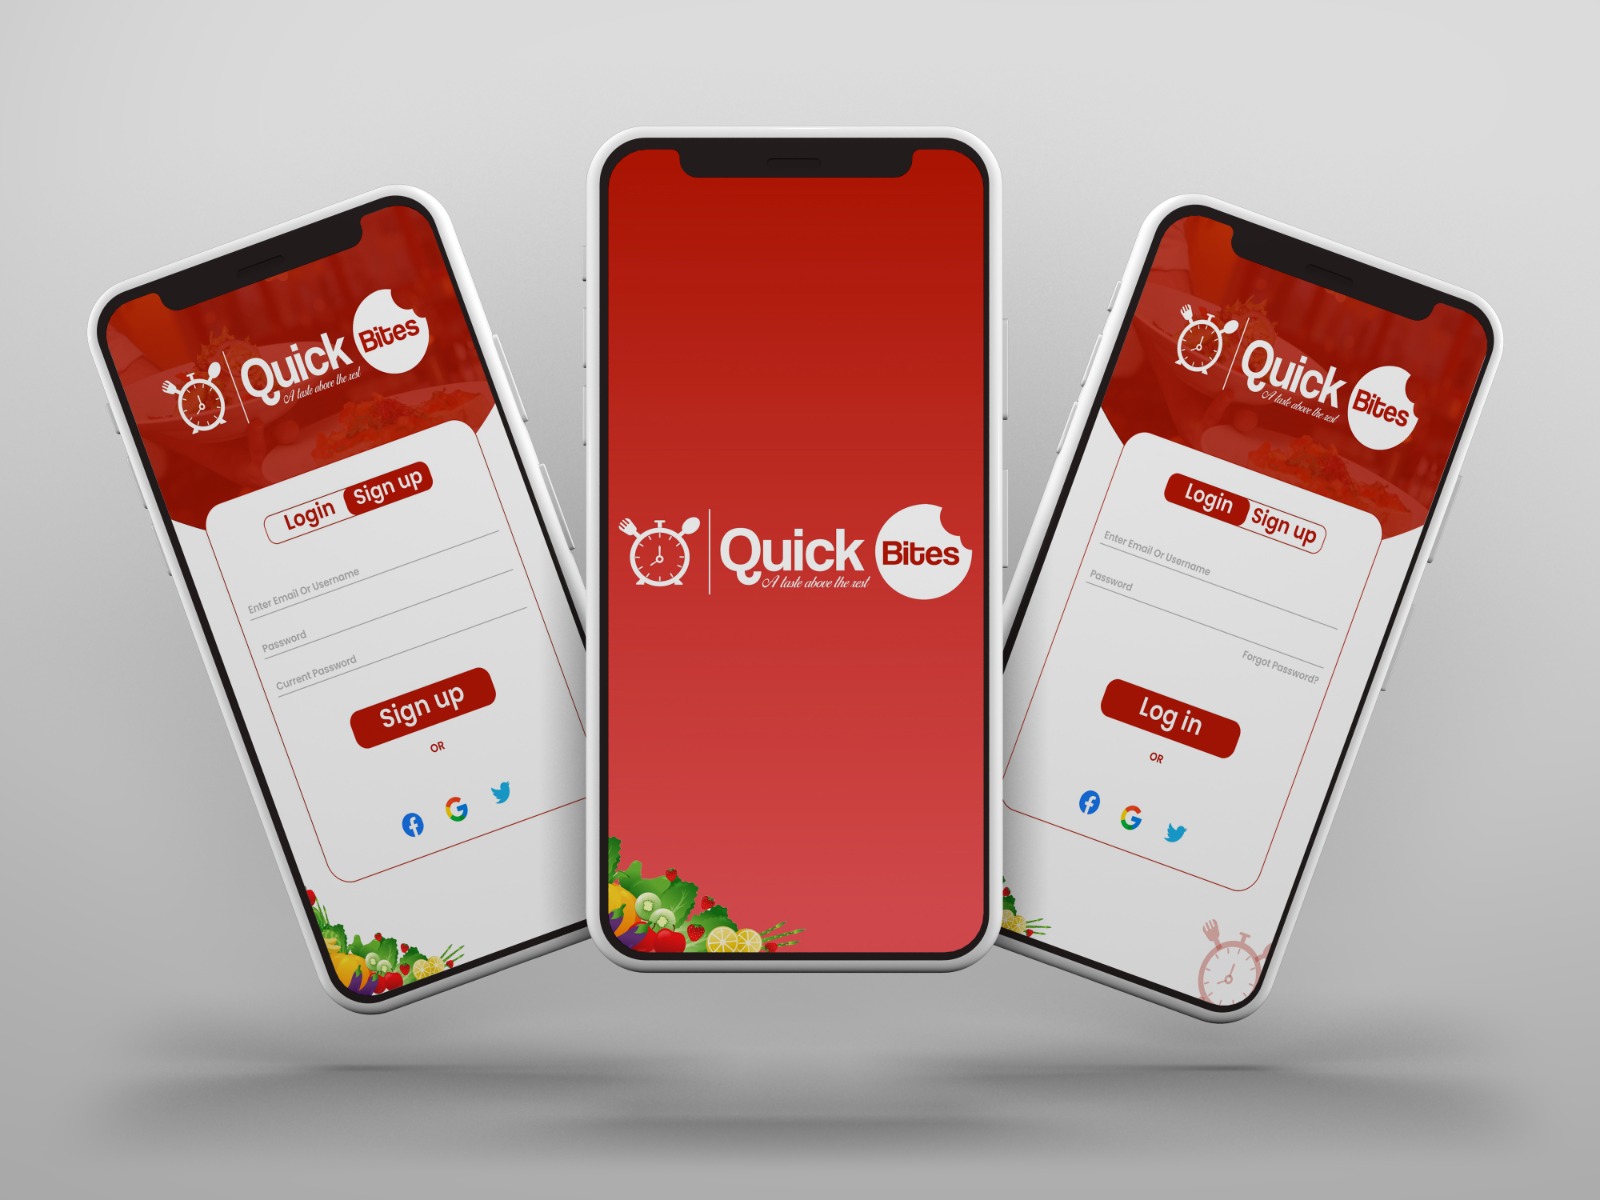 Quick Bites
A taste above the rest
Login Sign up
Enter Email Or Username
Password
Current Password
Sign up
OR
Quick Bites
A taste above the rest
Quick Bites
A taste above the rest
Login Sign up
Enter Email Or Username
Password
Forgot Password?
Log in
OR